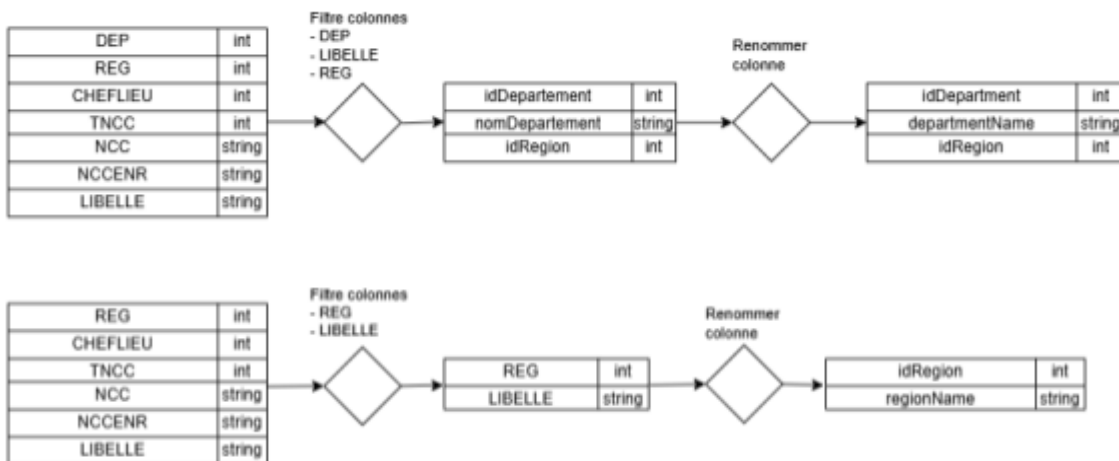 Filtre colonnes
- DEP
- LIBELLE
- REG
Renommer
colonne
DEP int
REG int
CHEFLIEU int
TNCC int
NCC string
NCCENR string
LIBELLE string
idDepartement int
nomDepartement string
idRegion int
idDepartment int
departmentName string
idRegion int
Filtre colonnes
- REG
- LIBELLE
Renommer
colonne
REG int
CHEFLIEU int
TNCC int
NCC string
NCCENR string
LIBELLE string
REG int
LIBELLE string
idRegion int
regionName string